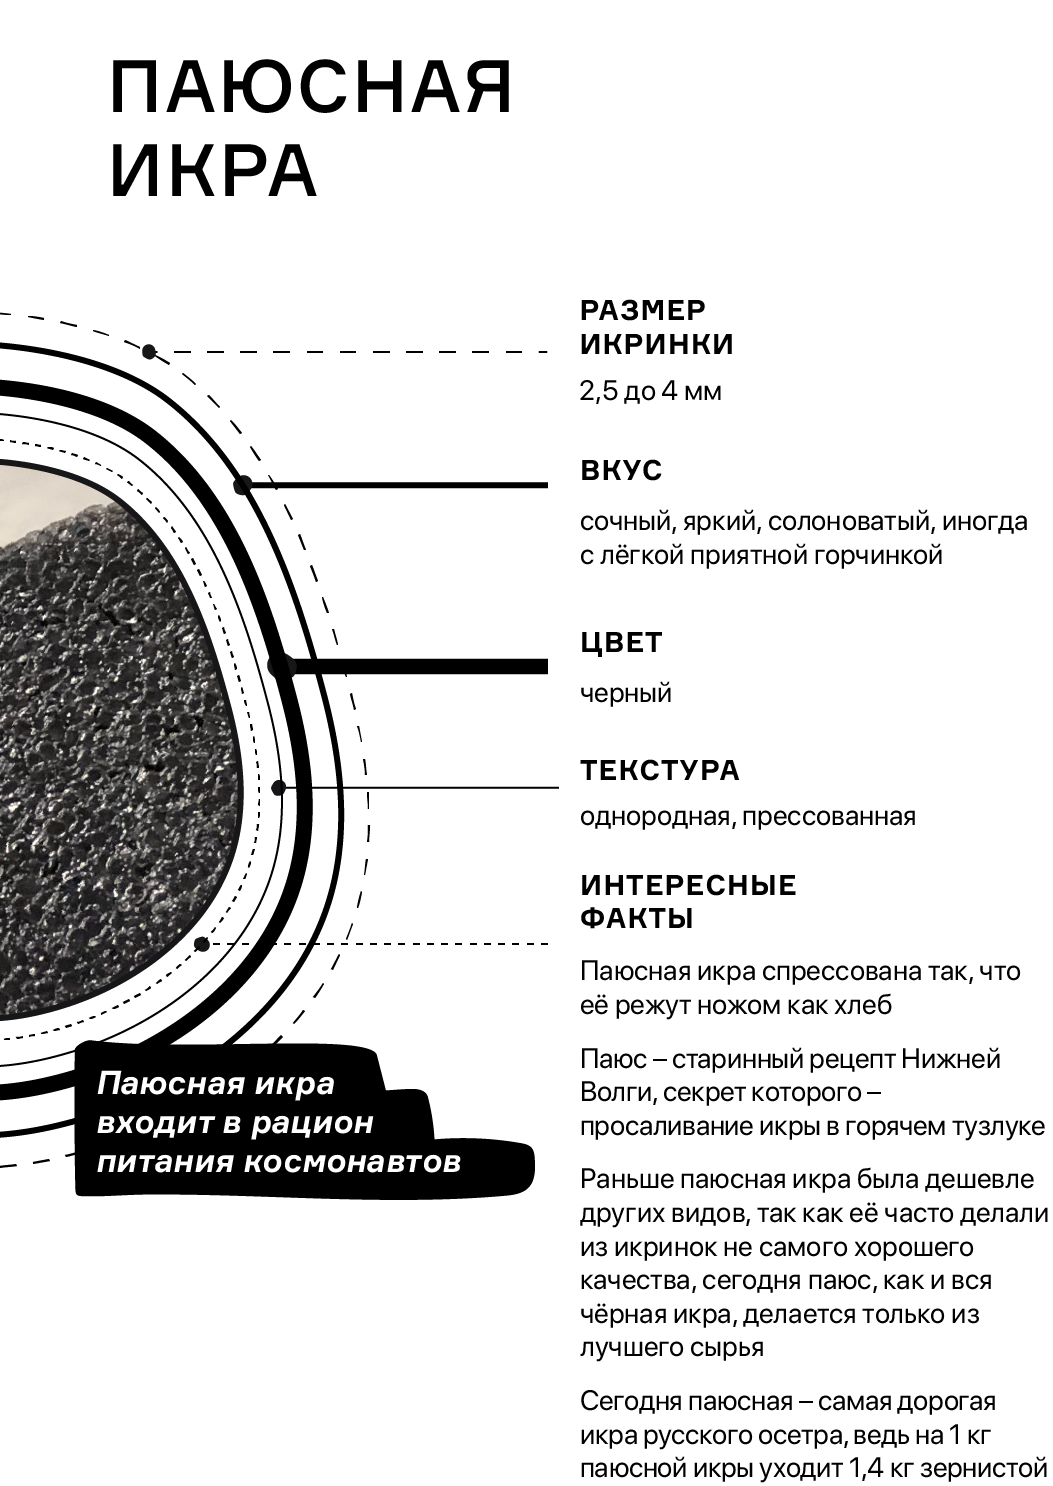 ПАЮСНАЯ
ИКРА
РАЗМЕР
ИКРИНКИ
2,5 до 4 мм
ВКУС
сочный, яркий, солоноватый, иногда
с лёгкой приятной горчинкой
ЦВЕТ
черный
ТЕКСТУРА
однородная, прессованная
ИНТЕРЕСНЫЕ
ФАКТЫ
Паюсная икра спрессована так, что
её режут ножом как хлеб
Паюс – старинный рецепт Нижней
Волги, секрет которого –
просаливание икры в горячем тузлуке
Раньше паюсная икра была дешевле
других видов, так как её часто делали
из икринок не самого хорошего
качества, сегодня паюс, как и вся
чёрная икра, делается только из
лучшего сырья
Сегодня паюсная – самая дорогая
икра русского осетра, ведь на 1 кг
паюсной икры уходит 1,4 кг зернистой
Паюсная икра
входит в рацион
питания космонавтов